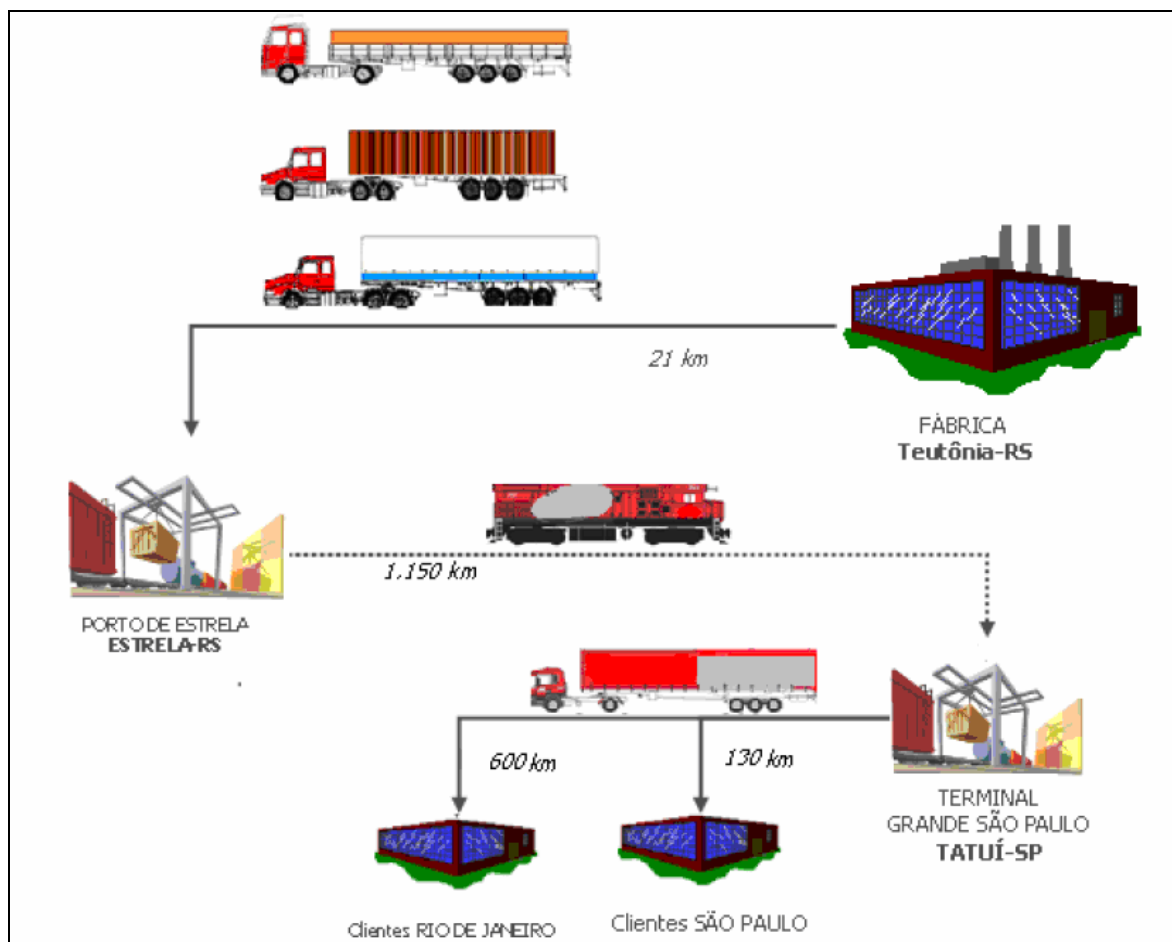 21 km
FÁBRICA
Teutônia-RS
1.150 km
PORTO DE ESTRELA
ESTRELA-RS
600 km
130 km
TERMINAL
GRANDE SÃO PAULO
TATUÍ-SP
Clientes RIO DE JANEIRO
Clientes SÃO PAULO